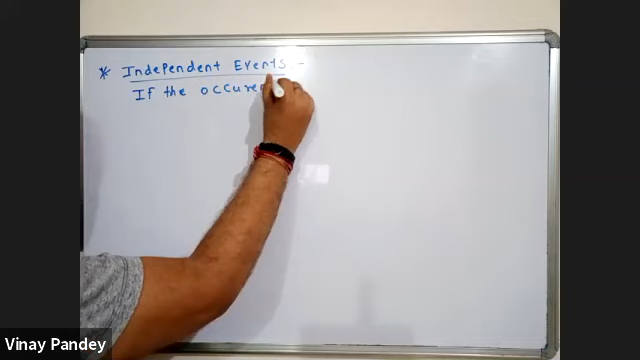 * Independent Events -
If the occure
Vinay Pandey